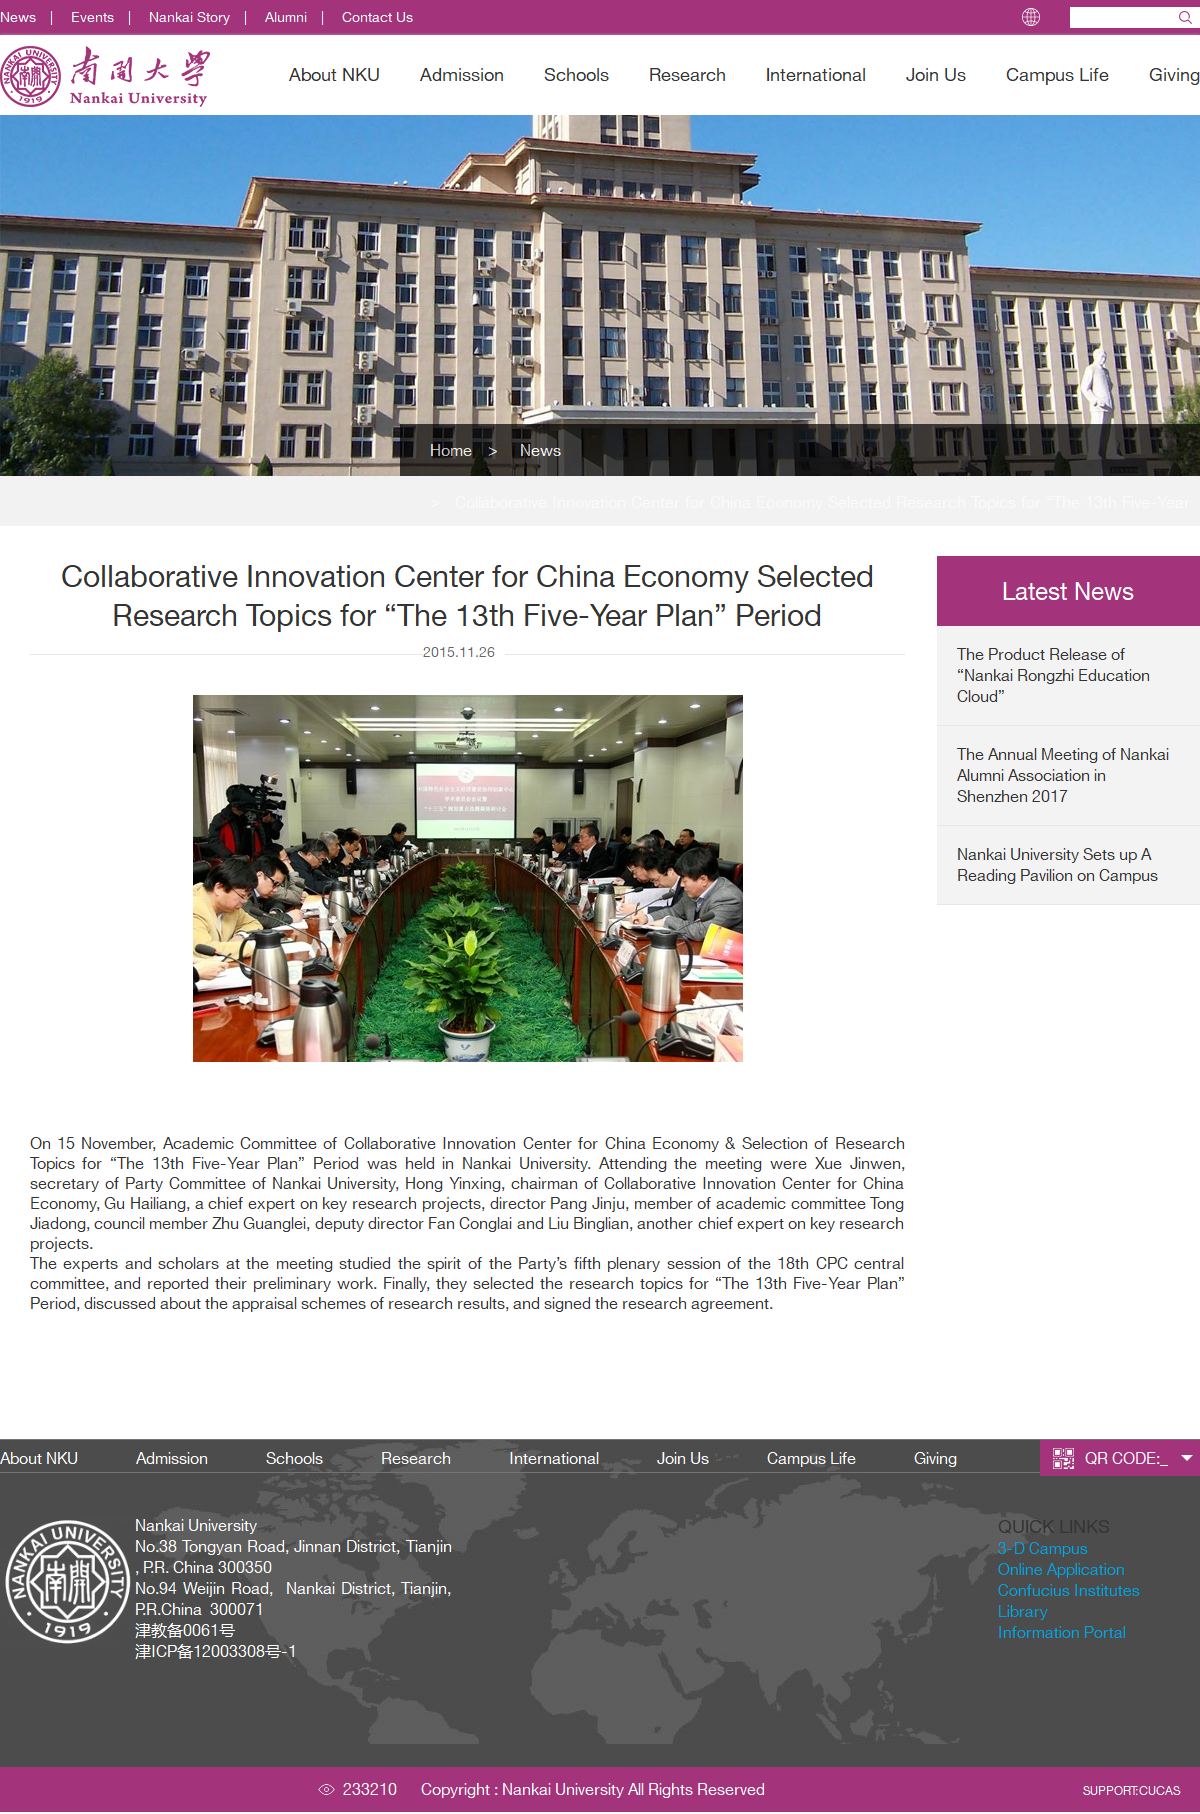 News | Events | Nankai Story | Alumni | Contact Us
NANKAI UNIVERSITY
南開
1919
南開大學
Nankai University
About NKU Admission Schools Research International Join Us Campus Life Giving
Home > News
> Collaborative Innovation Center for China Economy Selected Research Topics for “The 13th Five-Year
Collaborative Innovation Center for China Economy Selected
Research Topics for “The 13th Five-Year Plan” Period
2015.11.26
Latest News
The Product Release of
“Nankai Rongzhi Education
Cloud”
The Annual Meeting of Nankai
Alumni Association in
Shenzhen 2017
Nankai University Sets up A
Reading Pavilion on Campus
On 15 November, Academic Committee of Collaborative Innovation Center for China Economy & Selection of Research
Topics for “The 13th Five-Year Plan” Period was held in Nankai University. Attending the meeting were Xue Jinwen,
secretary of Party Committee of Nankai University, Hong Yinxing, chairman of Collaborative Innovation Center for China
Economy, Gu Hailiang, a chief expert on key research projects, director Pang Jinju, member of academic committee Tong
Jiadong, council member Zhu Guanglei, deputy director Fan Conglai and Liu Binglian, another chief expert on key research
projects.
The experts and scholars at the meeting studied the spirit of the Party’s fifth plenary session of the 18th CPC central
committee, and reported their preliminary work. Finally, they selected the research topics for “The 13th Five-Year Plan”
Period, discussed about the appraisal schemes of research results, and signed the research agreement.
About NKU Admission Schools Research International Join Us Campus Life Giving QR CODE:_
NANKAI UNIVERSITY
南開
1919
Nankai University
No.38 Tongyan Road, Jinnan District, Tianjin
, P.R. China 300350
No.94 Weijin Road, Nankai District, Tianjin,
P.R.China 300071
津教备0061号
津ICP备12003308号-1
QUICK LINKS
3-D Campus
Online Application
Confucius Institutes
Library
Information Portal
233210 Copyright : Nankai University All Rights Reserved
SUPPORT:CUCAS